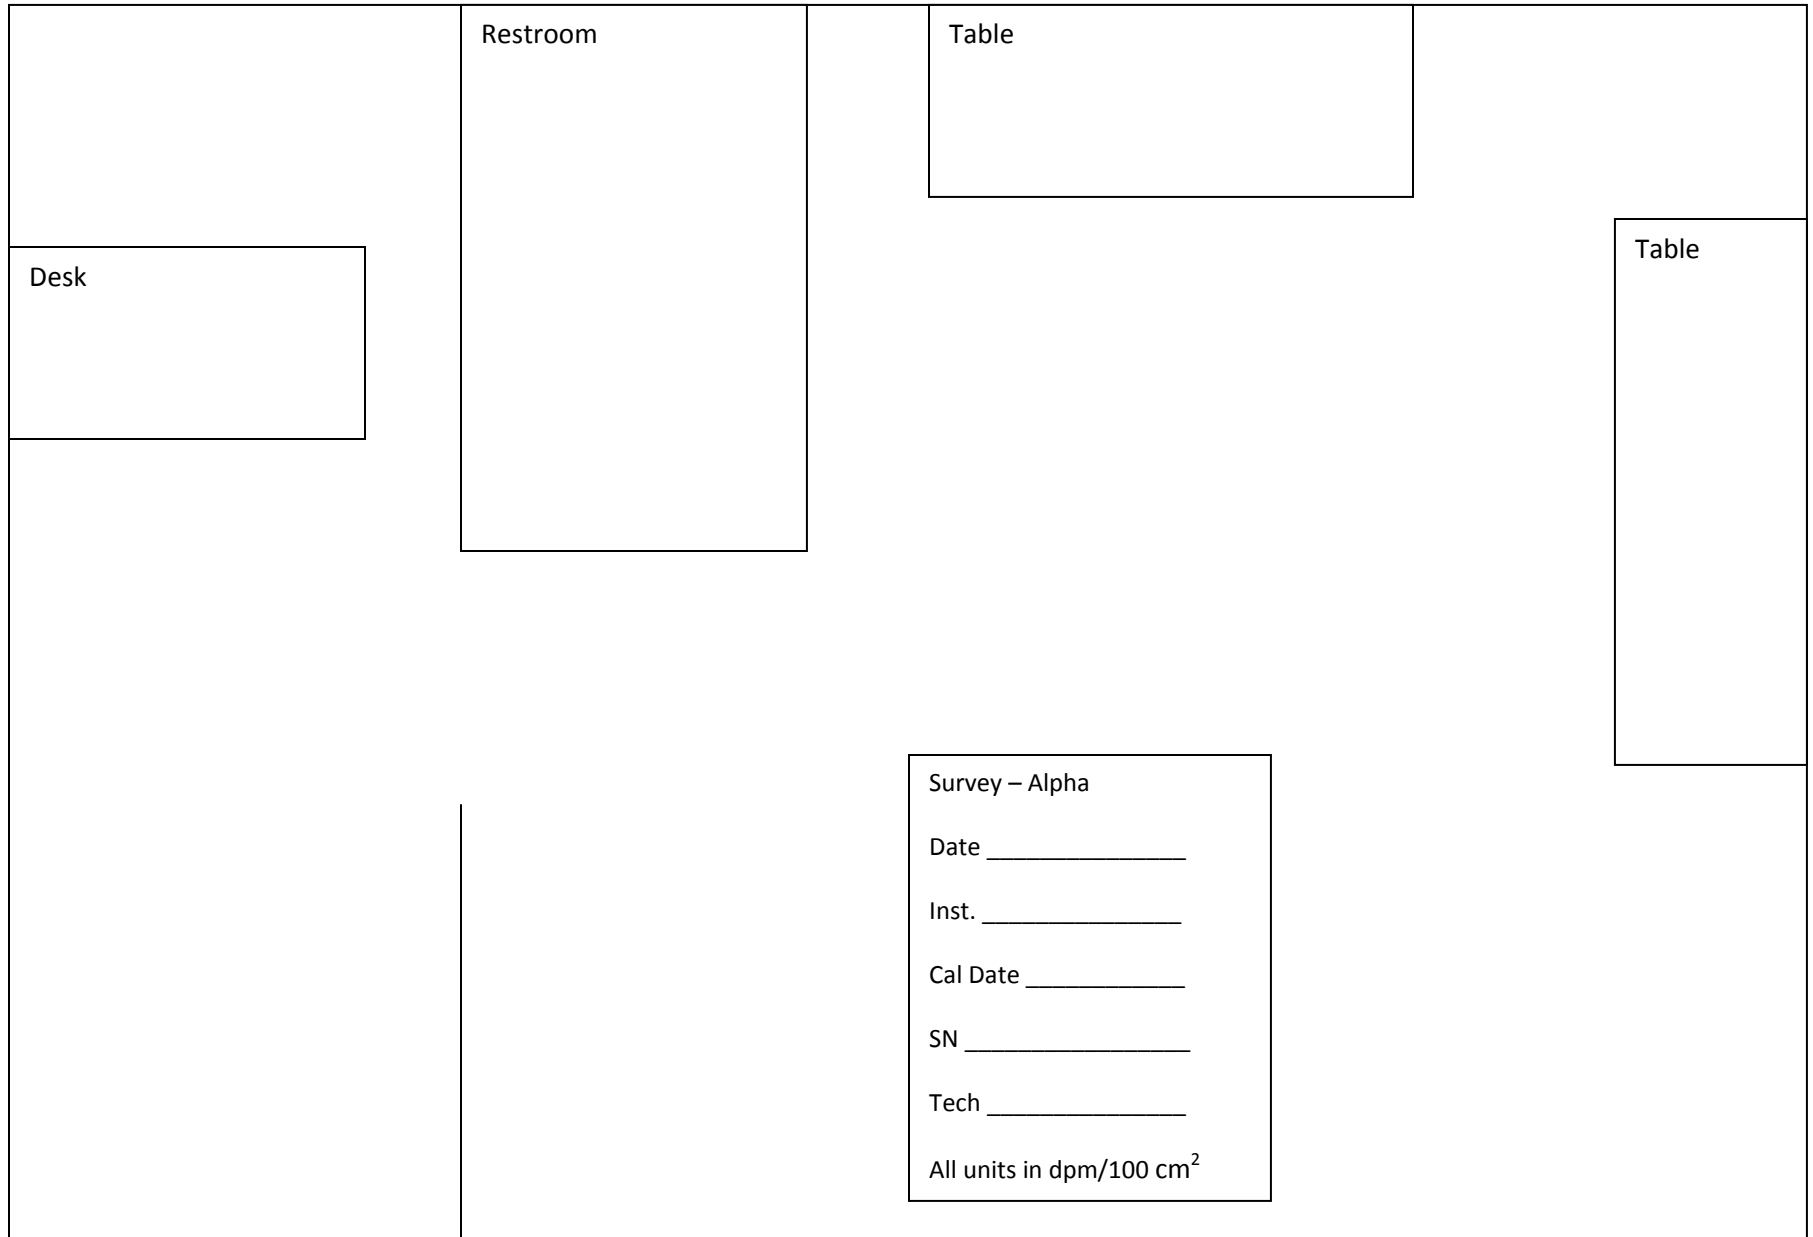 Restroom
Table
Table
Desk
Survey – Alpha
Date _______________
Inst. _______________
Cal Date ____________
SN _________________
Tech _______________
All units in dpm/100 cm²